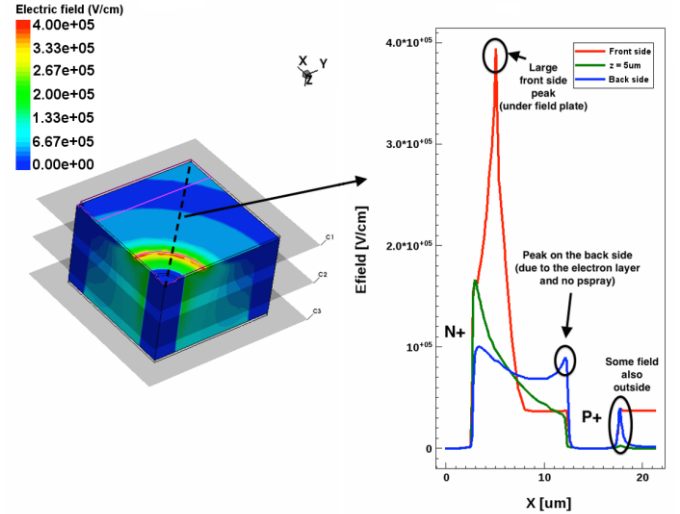 Electric field (V/cm)
4.00e+05
3.33e+05
2.67e+05
2.00e+05
1.33e+05
6.67e+04
0.00e+00
X
Y
Z
C1
C2
C3
4.0*10+05
4.0*10+05
2.0*10+05
10+05
0
Efield [V/cm]
0
10
20
X [um]
Front side
z = 5um
Back side
Large
front side
peak
(under field plate)
Peak on the back side
(due to the electron layer
and no pspray)
Some field
also
outside
N+
P+